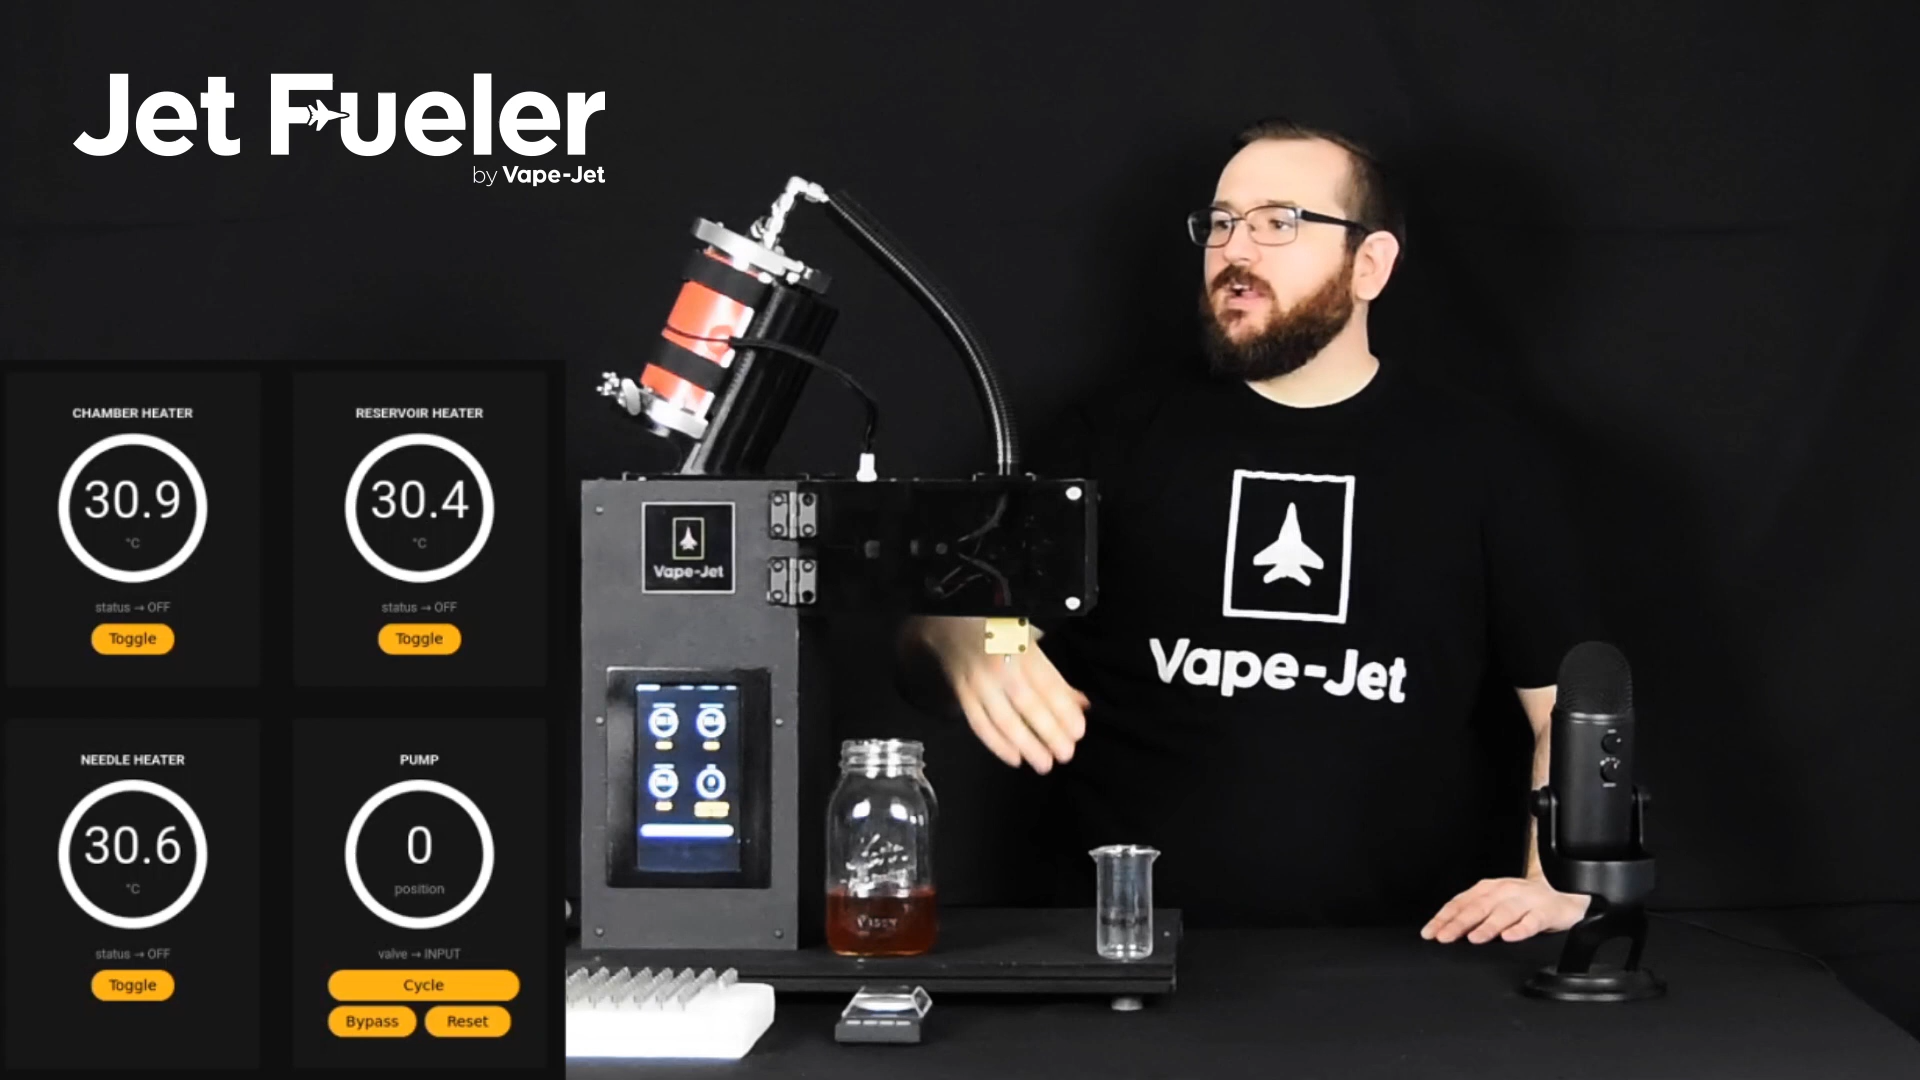 Jet Fueler
by Vape-Jet
CHAMBER HEATER
30.9
°C
status → OFF
Toggle
RESERVOIR HEATER
30.4
°C
status → OFF
Toggle
NEEDLE HEATER
30.6
°C
status → OFF
Toggle
PUMP
0
position
valve → INPUT
Cycle
Bypass
Reset
Vape-Jet
Vape-Jet